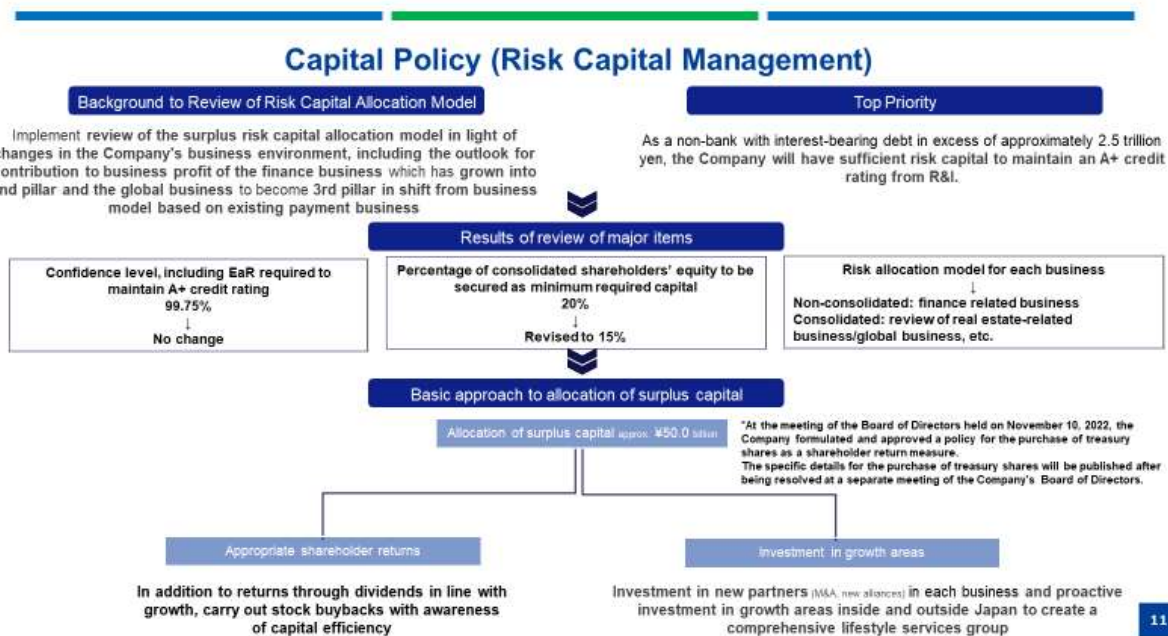 Capital Policy (Risk Capital Management)
Background to Review of Risk Capital Allocation Model
Implement review of the surplus risk capital allocation model in light of
changes in the Company's business environment, including the outlook for
ontribution to business profit of the finance business which has grown into
nd pillar and the global business to become 3rd pillar in shift from business
model based on existing payment business
Top Priority
As a non-bank with interest-bearing debt in excess of approximately 2.5 trillion
yen, the Company will have sufficient risk capital to maintain an A+ credit
rating from R&I.
Results of review of major items
Confidence level, including EaR required to
maintain A+ credit rating
99.75%
↓
No change
Percentage of consolidated shareholders' equity to be
secured as minimum required capital
20%
↓
Revised to 15%
Risk allocation model for each business
↓
Non-consolidated: finance related business
Consolidated: review of real estate-related
business/global business, etc.
Basic approach to allocation of surplus capital
Allocation of surplus capital approx. ¥50.0 billion
*At the meeting of the Board of Directors held on November 10, 2022, the
Company formulated and approved a policy for the purchase of treasury
shares as a shareholder return measure.
The specific details for the purchase of treasury shares will be published after
being resolved at a separate meeting of the Company's Board of Directors.
Appropriate shareholder returns
In addition to returns through dividends in line with
growth, carry out stock buybacks with awareness
of capital efficiency
Investment in growth areas
Investment in new partners (M&A, new alliances) in each business and proactive
investment in growth areas inside and outside Japan to create a
comprehensive lifestyle services group
11